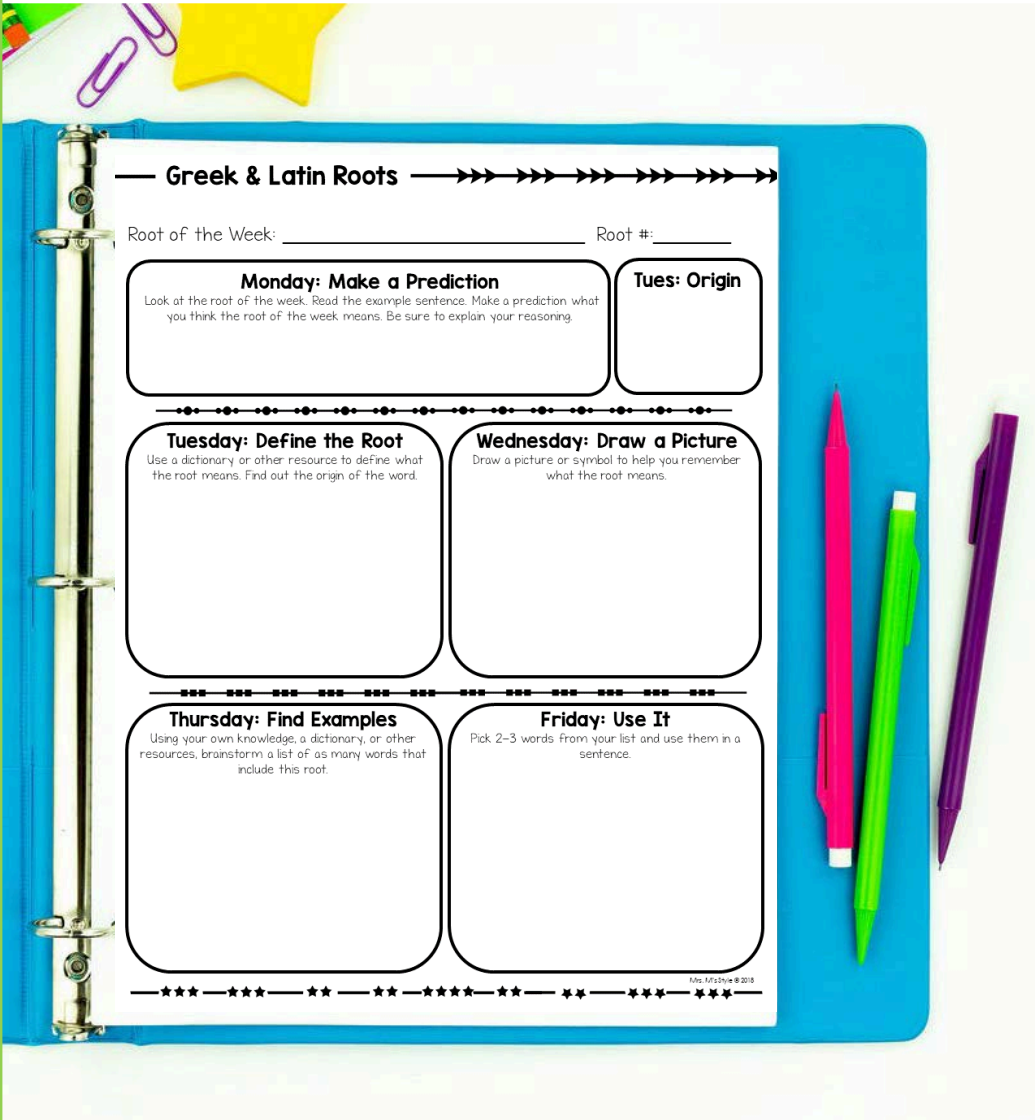 Greek & Latin Roots
Root of the Week: Root #:
Monday: Make a Prediction
Look at the root of the week. Read the example sentence. Make a prediction what
you think the root of the week means. Be sure to explain your reasoning.
Tues: Origin
Tuesday: Define the Root
Use a dictionary or other resource to define what
the root means. Find out the origin of the word.
Wednesday: Draw a Picture
Draw a picture or symbol to help you remember
what the root means.
Thursday: Find Examples
Using your own knowledge, a dictionary, or other
resources, brainstorm a list of as many words that
include this root.
Friday: Use It
Pick 2-3 words from your list and use them in a
sentence.
Mrs. M's Style © 2018